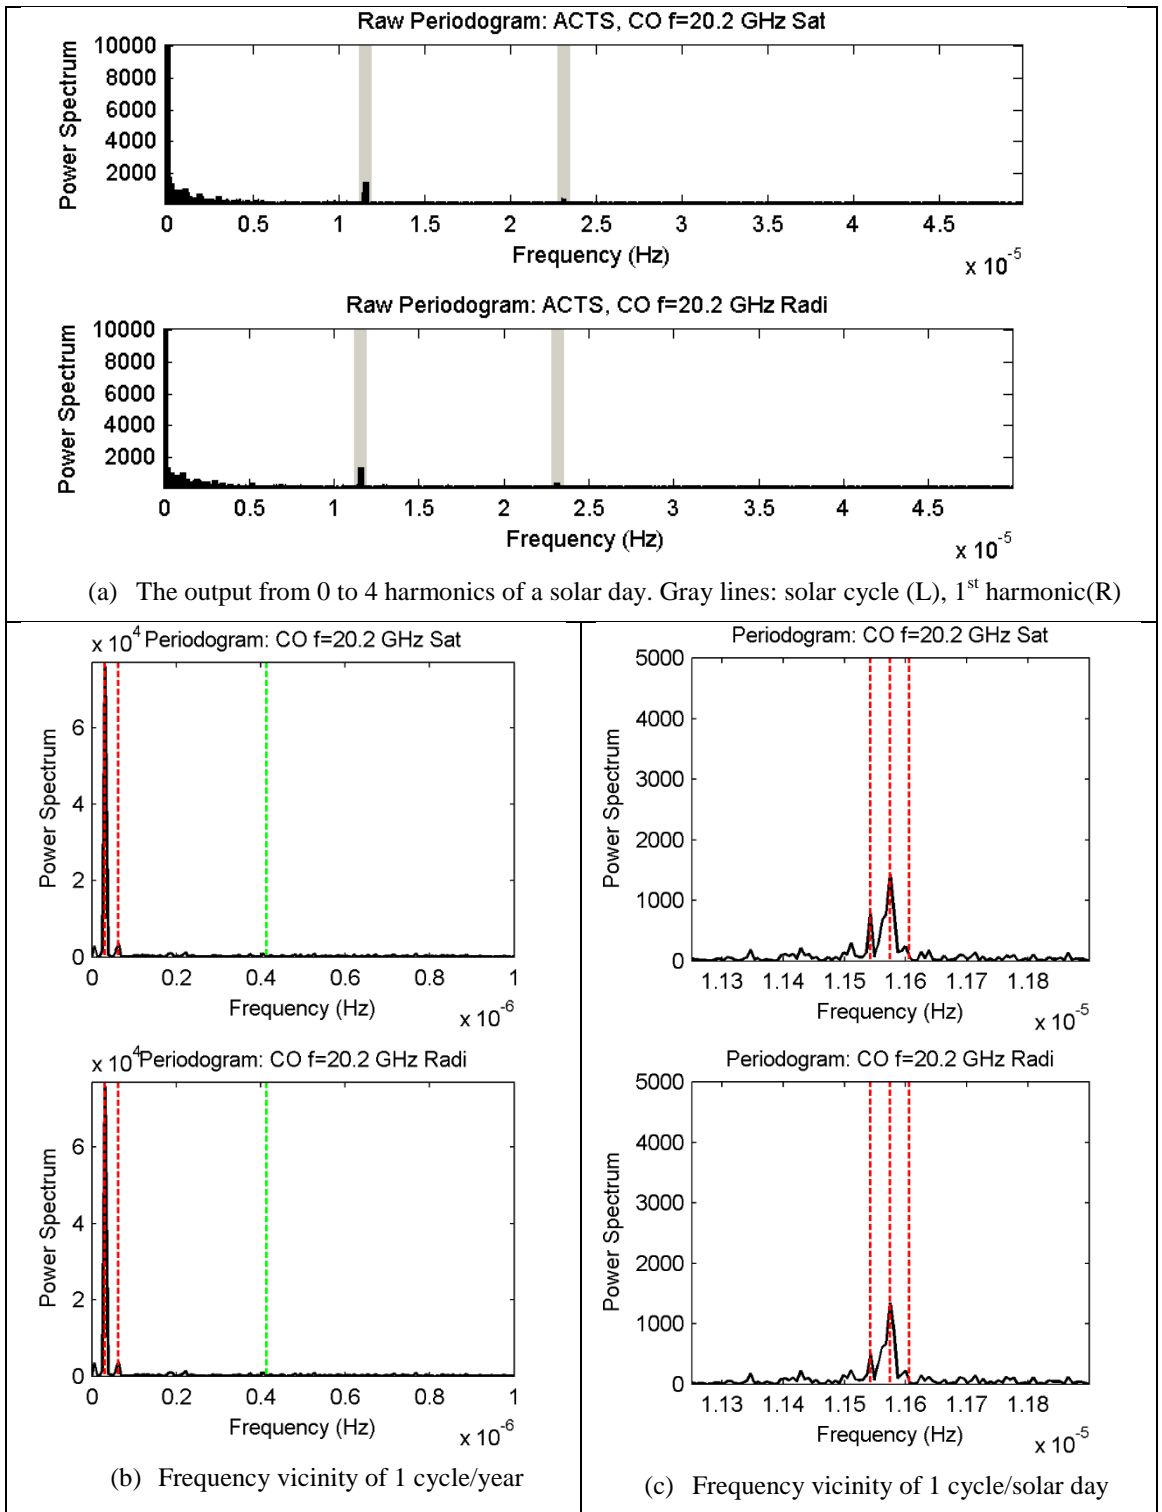 Raw Periodogram: ACTS, CO f=20.2 GHz Sat
Power Spectrum
10000
8000
6000
4000
2000
0 0.5 1 1.5 2 2.5 3 3.5 4 4.5
Frequency (Hz)
x 10^-5
Raw Periodogram: ACTS, CO f=20.2 GHz Radi
Power Spectrum
10000
8000
6000
4000
2000
0 0.5 1 1.5 2 2.5 3 3.5 4 4.5 5
Frequency (Hz)
x 10^-5
(a) The output from 0 to 4 harmonics of a solar day. Gray lines: solar cycle (L), 1st harmonic(R)
x 10^4 Periodogram: CO f=20.2 GHz Sat
Power Spectrum
6
4
2
0
0 0.2 0.4 0.6 0.8 1
Frequency (Hz)
x 10^-6
x 10^4 Periodogram: CO f=20.2 GHz Radi
Power Spectrum
6
4
2
0
0 0.2 0.4 0.6 0.8 1
Frequency (Hz)
x 10^-6
(b) Frequency vicinity of 1 cycle/year
Periodogram: CO f=20.2 GHz Sat
Power Spectrum
5000
4000
3000
2000
1000
0
1.13 1.14 1.15 1.16 1.17 1.18
Frequency (Hz)
x 10^-5
Periodogram: CO f=20.2 GHz Radi
Power Spectrum
5000
4000
3000
2000
1000
0
1.13 1.14 1.15 1.16 1.17 1.18
Frequency (Hz)
x 10^-5
(c) Frequency vicinity of 1 cycle/solar day